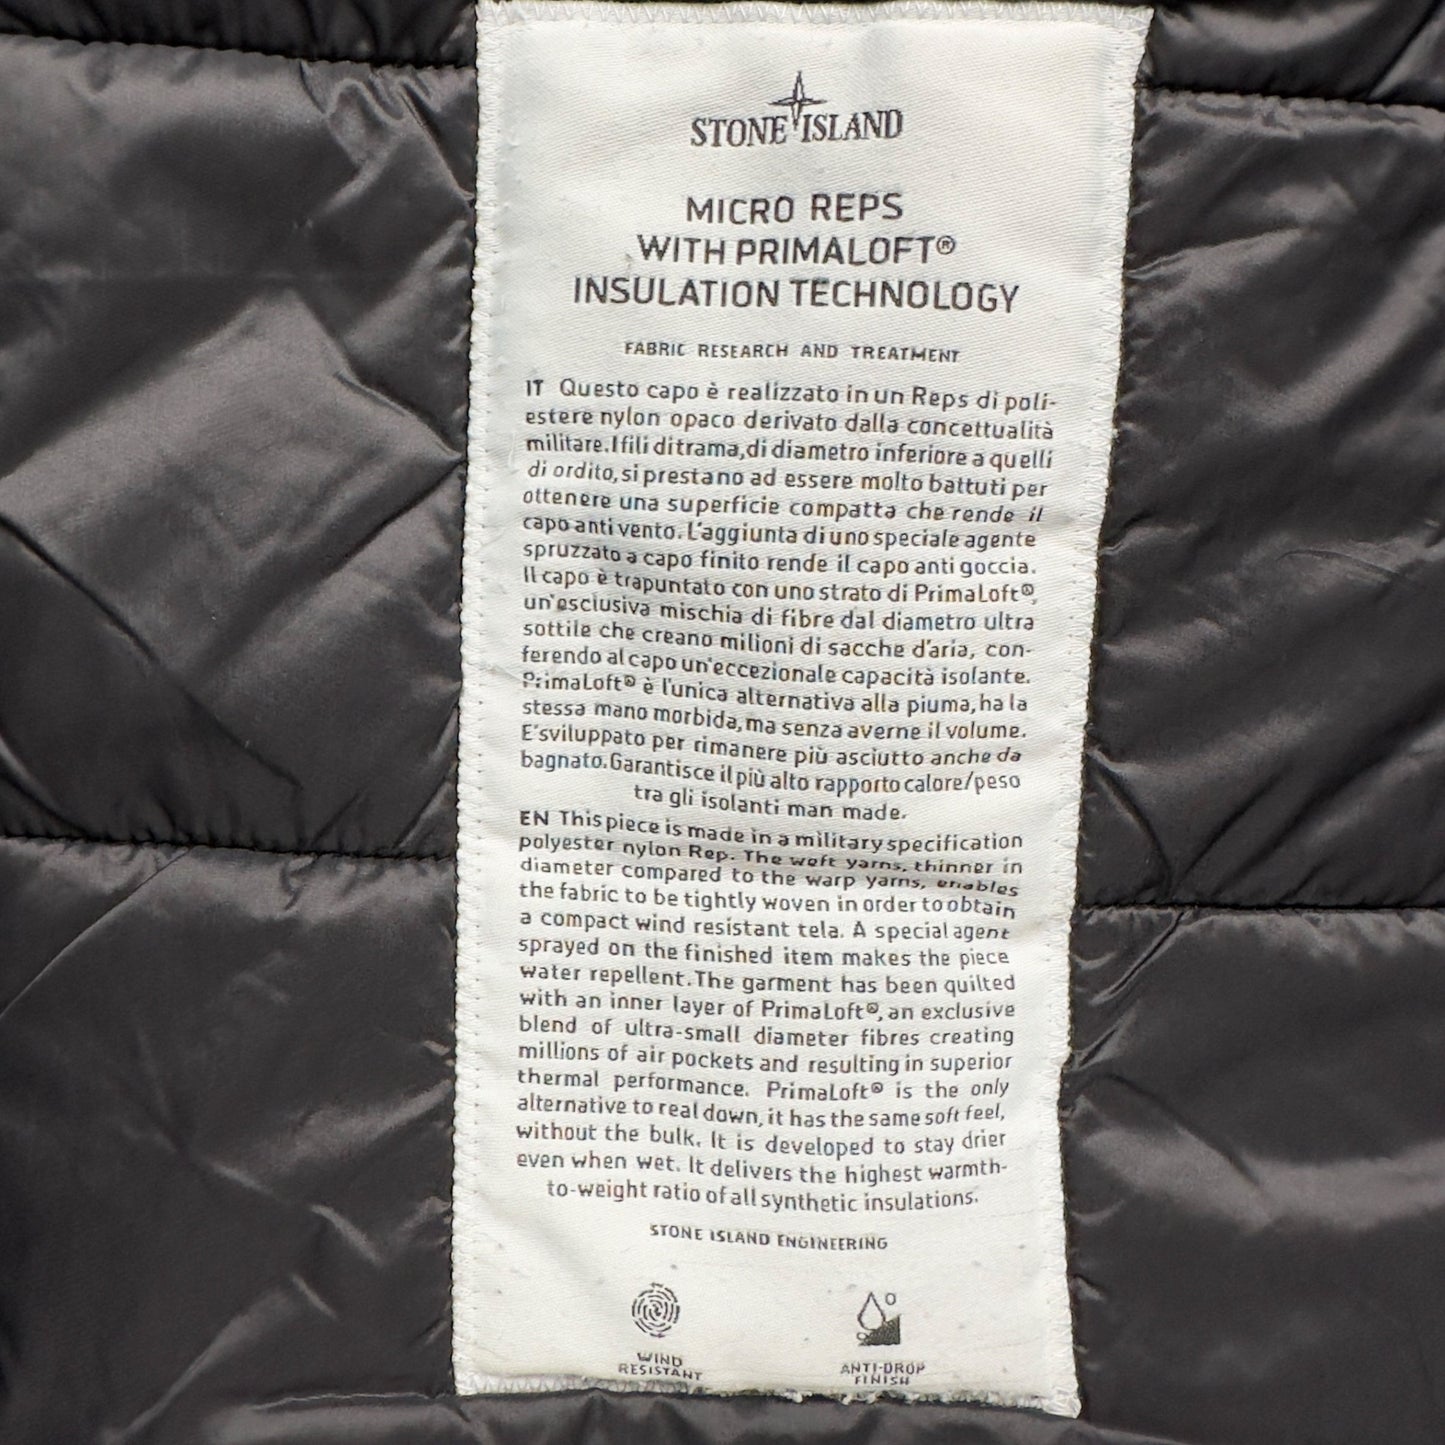 STONE ISLAND
MICRO REPS
WITH PRIMALOFT®
INSULATION TECHNOLOGY
FABRIC RESEARCH AND TREATMENT
IT Questo capo è realizzato in un Reps di poli-
estere nylon opaco derivato dalla concettualità
militare. I fili di trama, di diametro inferiore a quelli
di ordito, si prestano ad essere molto battuti per
ottenere una superficie compatta che rende il
capo anti vento. L'aggiunta di uno speciale agente
spruzzato a capo finito rende il capo anti goccia.
Il capo è trapuntato con uno strato di PrimaLoft®,
un'esclusiva mischia di fibre dal diametro ultra
sottile che creano milioni di sacche d'aria, con-
ferendo al capo un'eccezionale capacità isolante.
PrimaLoft® è l'unica alternativa alla piuma, ha la
stessa mano morbida, ma senza averne il volume.
E'sviluppato per rimanere più asciutto anche da
bagnato. Garantisce il più alto rapporto calore/peso
tra gli isolanti man made.
EN This piece is made in a military specification
polyester nylon Rep. The weft yarns, thinner in
diameter compared to the warp yarns, enables
the fabric to be tightly woven in order to obtain
a compact wind resistant tela. A special agent
sprayed on the finished item makes the piece
water repellent. The garment has been quilted
with an inner layer of PrimaLoft®, an exclusive
blend of ultra-small diameter fibres creating
millions of air pockets and resulting in superior
thermal performance. PrimaLoft® is the only
alternative to real down, it has the same soft feel,
without the bulk. It is developed to stay drier
even when wet. It delivers the highest warmth-
to-weight ratio of all synthetic insulations.
STONE ISLAND ENGINEERING
WIND
RESISTANT
ANTI-DROP
FINISH